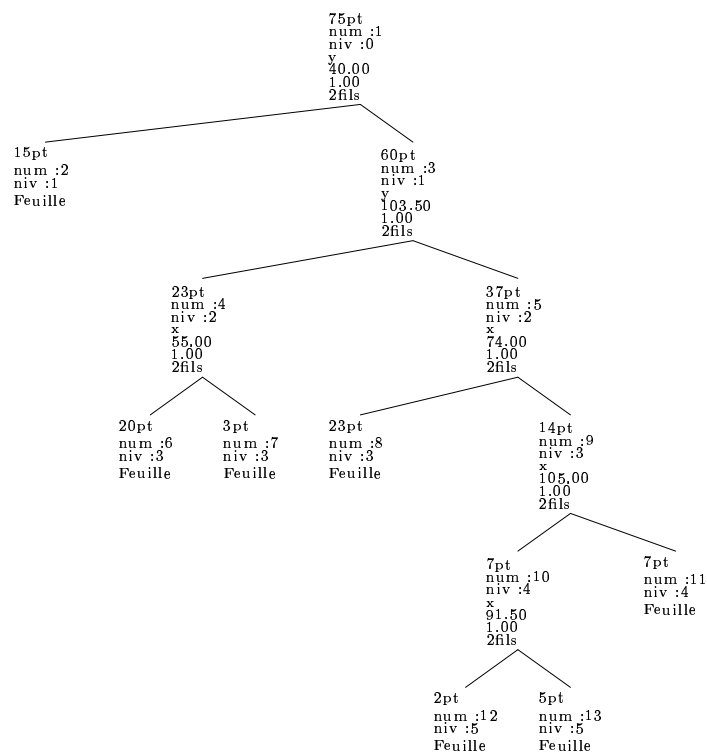 75pt
num :1
niv :0
y
40.00
1.00
2fils
15pt
num :2
niv :1
Feuille
60pt
num :3
niv :1
y
103.50
1.00
2fils
23pt
num :4
niv :2
x
55.00
1.00
2fils
37pt
num :5
niv :2
x
74.00
1.00
2fils
20pt
num :6
niv :3
Feuille
3pt
num :7
niv :3
Feuille
23pt
num :8
niv :3
Feuille
14pt
num :9
niv :3
x
105.00
1.00
2fils
7pt
num :10
niv :4
x
91.50
1.00
2fils
7pt
num :11
niv :4
Feuille
2pt
num :12
niv :5
Feuille
5pt
num :13
niv :5
Feuille